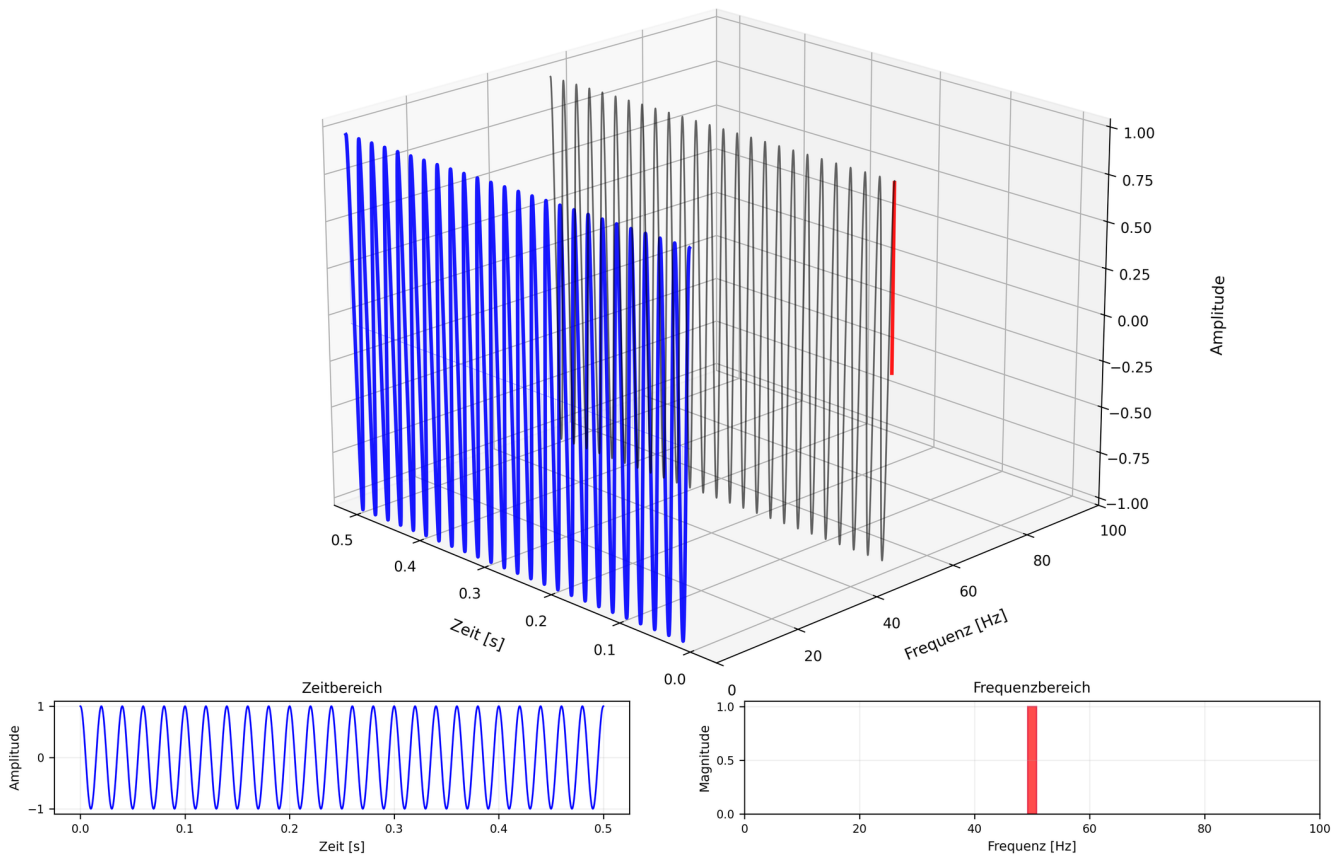 1.00
0.75
0.50
0.25
0.00
−0.25
−0.50
−0.75
−1.00
Amplitude
0.5
0.4
0.3
0.2
0.1
0.0
Zeit [s]
0
20
40
60
80
100
Frequenz [Hz]
Zeitbereich
1
0
−1
Amplitude
0.0 0.1 0.2 0.3 0.4 0.5
Zeit [s]
Frequenzbereich
1.0
0.5
0.0
Magnitude
0 20 40 60 80 100
Frequenz [Hz]